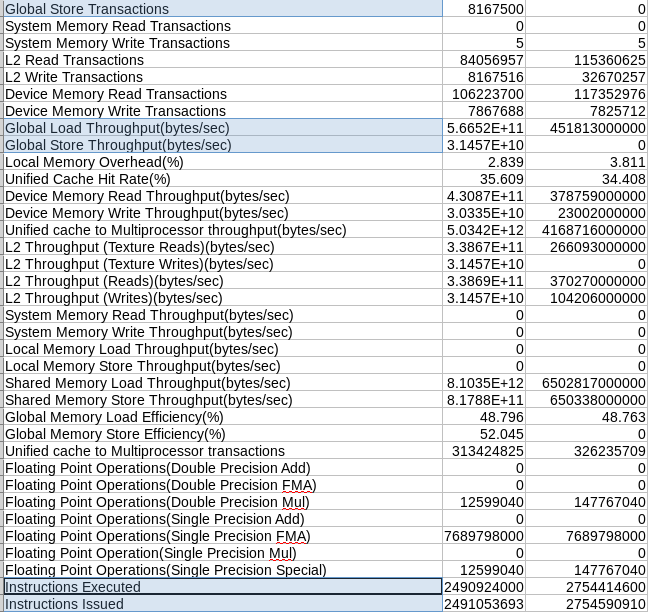 Global Store Transactions 8167500 0
System Memory Read Transactions 0 0
System Memory Write Transactions 5 5
L2 Read Transactions 84056957 115360625
L2 Write Transactions 8167516 32670257
Device Memory Read Transactions 106223700 117352976
Device Memory Write Transactions 7867688 7825712
Global Load Throughput(bytes/sec) 5.6652E+11 451813000000
Global Store Throughput(bytes/sec) 3.1457E+10 0
Local Memory Overhead(%) 2.839 3.811
Unified Cache Hit Rate(%) 35.609 34.408
Device Memory Read Throughput(bytes/sec) 4.3087E+11 378759000000
Device Memory Write Throughput(bytes/sec) 3.0335E+10 23002000000
Unified cache to Multiprocessor throughput(bytes/sec) 5.0342E+12 4168716000000
L2 Throughput (Texture Reads)(bytes/sec) 3.3867E+11 266093000000
L2 Throughput (Texture Writes)(bytes/sec) 3.1457E+10 0
L2 Throughput (Reads)(bytes/sec) 3.3869E+11 370270000000
L2 Throughput (Writes)(bytes/sec) 3.1457E+10 104206000000
System Memory Read Throughput(bytes/sec) 0 0
System Memory Write Throughput(bytes/sec) 0 0
Local Memory Load Throughput(bytes/sec) 0 0
Local Memory Store Throughput(bytes/sec) 0 0
Shared Memory Load Throughput(bytes/sec) 8.1035E+12 6502817000000
Shared Memory Store Throughput(bytes/sec) 8.1788E+11 650338000000
Global Memory Load Efficiency(%) 48.796 48.763
Global Memory Store Efficiency(%) 52.045 0
Unified cache to Multiprocessor transactions 313424825 326235709
Floating Point Operations(Double Precision Add) 0 0
Floating Point Operations(Double Precision FMA) 0 0
Floating Point Operations(Double Precision Mul) 12599040 147767040
Floating Point Operations(Single Precision Add) 0 0
Floating Point Operations(Single Precision FMA) 7689798000 7689798000
Floating Point Operation(Single Precision Mul) 0 0
Floating Point Operations(Single Precision Special) 12599040 147767040
Instructions Executed 2490924000 2754414600
Instructions Issued 2491053693 2754590910